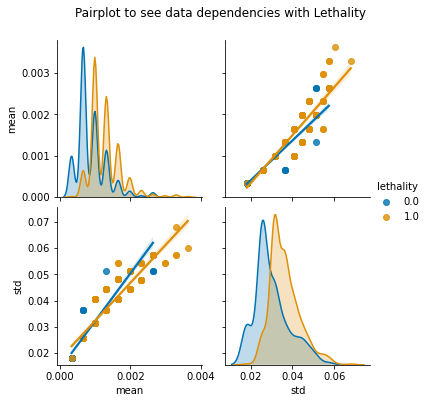 Pairplot to see data dependencies with Lethality
mean
0.003
0.002
0.001
0.000
lethality
0.0
1.0
std
0.07
0.06
0.05
0.04
0.03
0.02
0.000 0.002 0.004
0.02 0.04 0.06
mean
std